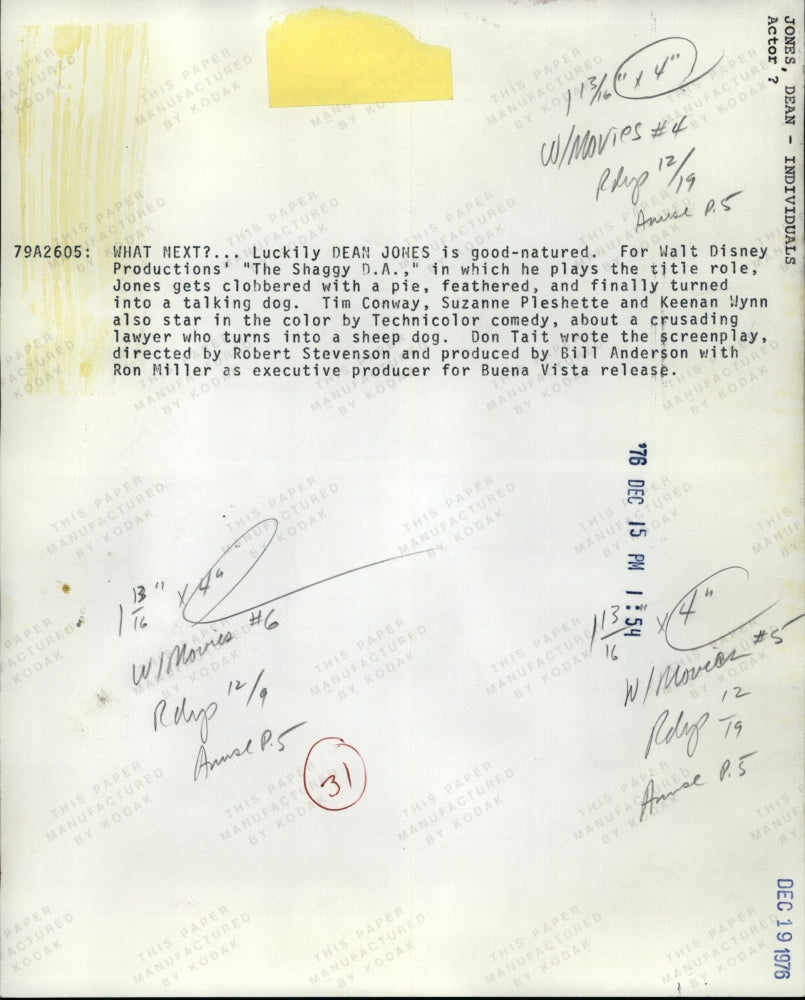 JONES, DEAN - INDIVIDUALS
Actor ?
1 13/16" x 4"
W/Movies #4
Rdup 12/19
Amuse P.5
79A2605: WHAT NEXT?... Luckily DEAN JONES is good-natured. For Walt Disney
Productions' "The Shaggy D.A.," in which he plays the title role,
Jones gets clobbered with a pie, feathered, and finally turned
into a talking dog. Tim Conway, Suzanne Pleshette and Keenan Wynn
also star in the color by Technicolor comedy, about a crusading
lawyer who turns into a sheep dog. Don Tait wrote the screenplay,
directed by Robert Stevenson and produced by Bill Anderson with
Ron Miller as executive producer for Buena Vista release.
'76 DEC 15 PM 1:54
1 13/16" x 4"
W/Movies #6
Rdup 12/9
Amuse P.5
31
1 13/16" x 4"
W/Movies #5
Rdup 12/19
Amuse P.5
DEC 19 1976
THIS PAPER
MANUFACTURED
BY KODAK